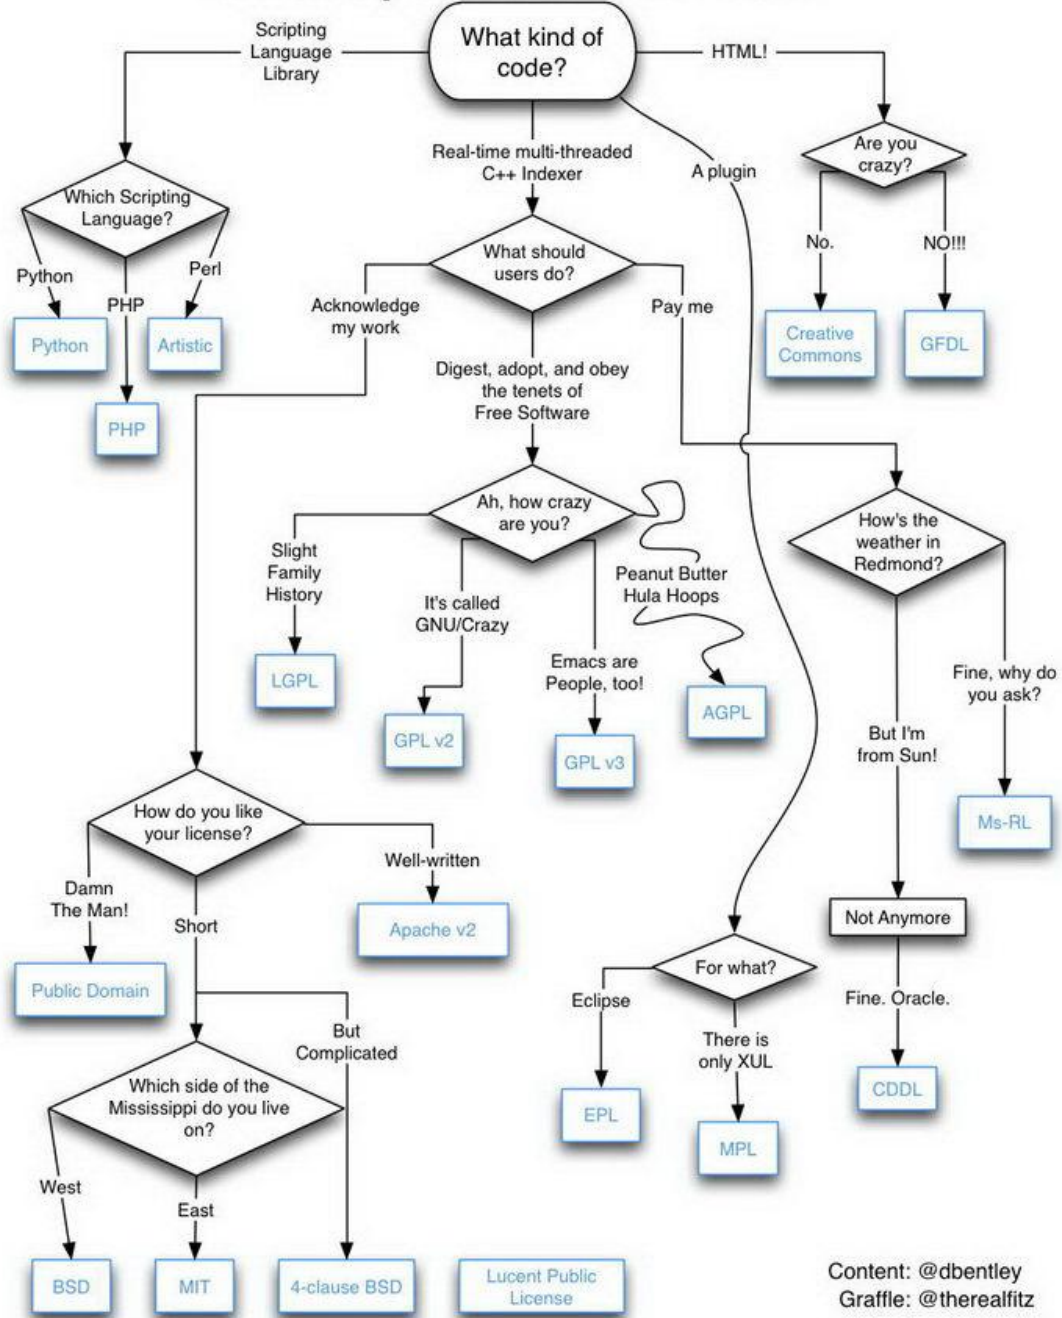 What kind of
code?
Scripting
Language
Library
HTML!
Real-time multi-threaded
C++ Indexer
A plugin
Are you
crazy?
Which Scripting
Language?
Python
PHP
Perl
Python
Artistic
PHP
What should
users do?
Acknowledge
my work
Pay me
No.
NO!!!
Creative
Commons
GFDL
Digest, adopt, and obey
the tenets of
Free Software
Ah, how crazy
are you?
Slight
Family
History
It's called
GNU/Crazy
Emacs are
People, too!
Peanut Butter
Hula Hoops
LGPL
GPL v2
GPL v3
AGPL
How's the
weather in
Redmond?
Fine, why do
you ask?
But I'm
from Sun!
Ms-RL
Not Anymore
Fine. Oracle.
CDDL
How do you like
your license?
Damn
The Man!
Short
Well-written
Public Domain
Apache v2
But
Complicated
Which side of the
Mississippi do you live
on?
West
East
BSD
MIT
4-clause BSD
Lucent Public
License
For what?
Eclipse
There is
only XUL
EPL
MPL
Content: @dbentley
Graffle: @therealfitz